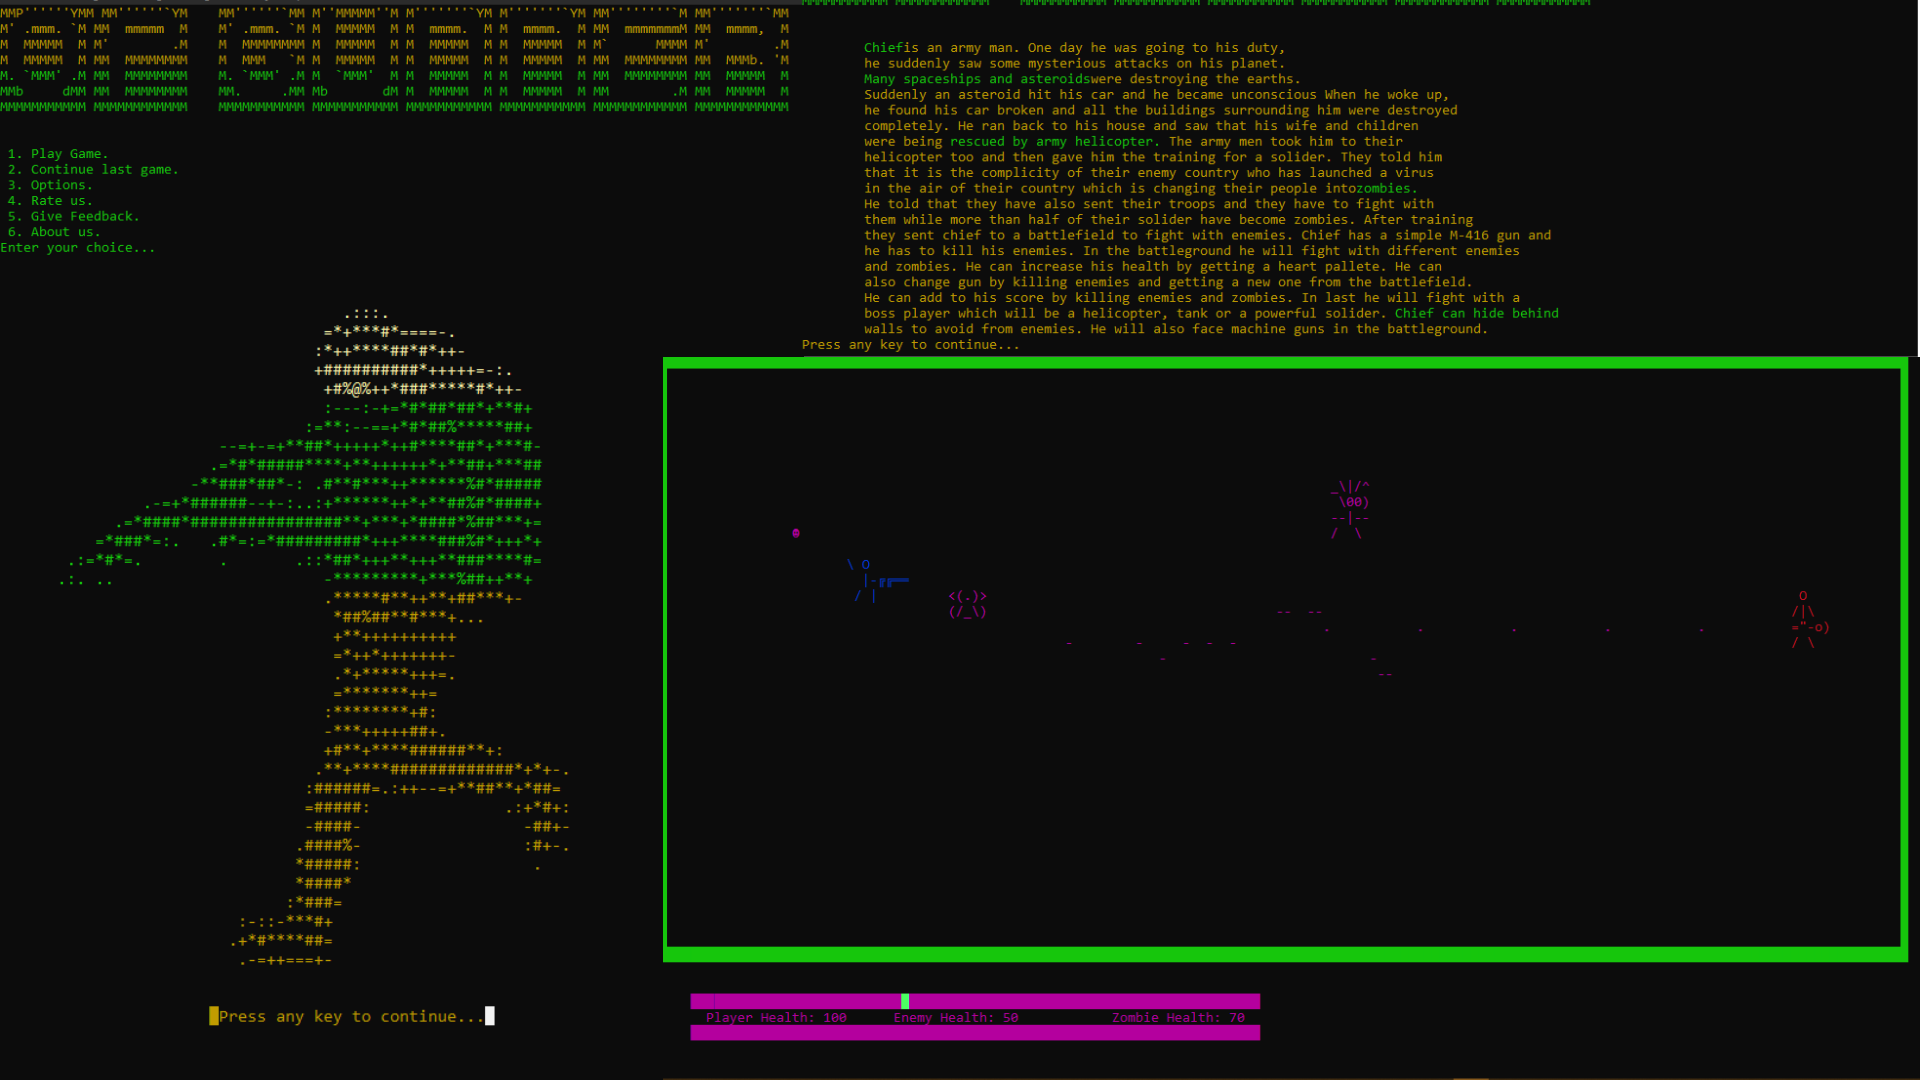 OP GUNNER
1. Play Game.
2. Continue last game.
3. Options.
4. Rate us.
5. Give Feedback.
6. About us.
Enter your choice...
Press any key to continue...
Chiefis an army man. One day he was going to his duty,
he suddenly saw some mysterious attacks on his planet.
Many spaceships and asteroidswere destroying the earths.
Suddenly an asteroid hit his car and he became unconscious When he woke up,
he found his car broken and all the buildings surrounding him were destroyed
completely. He ran back to his house and saw that his wife and children
were being rescued by army helicopter. The army men took him to their
helicopter too and then gave him the training for a solider. They told him
that it is the complicity of their enemy country who has launched a virus
in the air of their country which is changing their people intozombies.
He told that they have also sent their troops and they have to fight with
them while more than half of their solider have become zombies. After training
they sent chief to a battlefield to fight with enemies. Chief has a simple M-416 gun and
he has to kill his enemies. In the battleground he will fight with different enemies
and zombies. He can increase his health by getting a heart pallete. He can
also change gun by killing enemies and getting a new one from the battlefield.
He can add to his score by killing enemies and zombies. In last he will fight with a
boss player which will be a helicopter, tank or a powerful solider. Chief can hide behind
walls to avoid from enemies. He will also face machine guns in the battleground.
Press any key to continue...
Player Health: 100 Enemy Health: 50 Zombie Health: 70